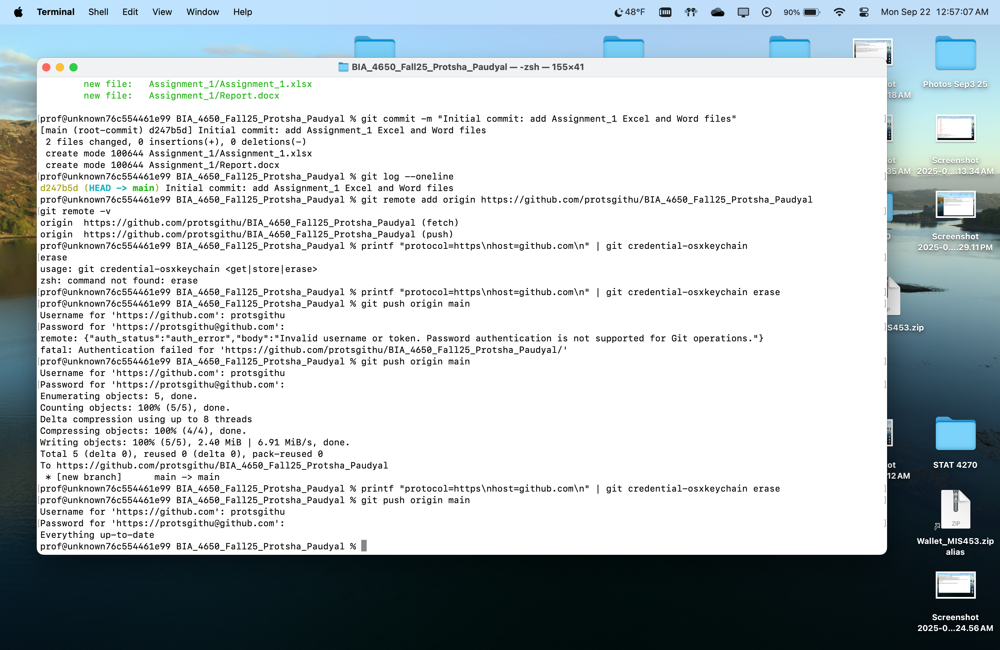 Terminal Shell Edit View Window Help 48°F 90% Mon Sep 22 12:57:07 AM
BIA_4650_Fall25_Protsha_Paudyal — -zsh — 155×41
new file:   Assignment_1/Assignment_1.xlsx
new file:   Assignment_1/Report.docx
prof@unknown76c554461e99 BIA_4650_Fall25_Protsha_Paudyal % git commit -m "Initial commit: add Assignment_1 Excel and Word files"
[main (root-commit) d247b5d] Initial commit: add Assignment_1 Excel and Word files
2 files changed, 0 insertions(+), 0 deletions(-)
create mode 100644 Assignment_1/Assignment_1.xlsx
create mode 100644 Assignment_1/Report.docx
prof@unknown76c554461e99 BIA_4650_Fall25_Protsha_Paudyal % git log --oneline
d247b5d (HEAD -> main) Initial commit: add Assignment_1 Excel and Word files
prof@unknown76c554461e99 BIA_4650_Fall25_Protsha_Paudyal % git remote add origin https://github.com/protsgithu/BIA_4650_Fall25_Protsha_Paudyal
git remote -v
origin  https://github.com/protsgithu/BIA_4650_Fall25_Protsha_Paudyal (fetch)
origin  https://github.com/protsgithu/BIA_4650_Fall25_Protsha_Paudyal (push)
prof@unknown76c554461e99 BIA_4650_Fall25_Protsha_Paudyal % printf "protocol=https\nhost=github.com\n" | git credential-osxkeychain
erase
usage: git credential-osxkeychain <get|store|erase>
zsh: command not found: erase
prof@unknown76c554461e99 BIA_4650_Fall25_Protsha_Paudyal % printf "protocol=https\nhost=github.com\n" | git credential-osxkeychain erase
prof@unknown76c554461e99 BIA_4650_Fall25_Protsha_Paudyal % git push origin main
Username for 'https://github.com': protsgithu
Password for 'https://protsgithu@github.com':
remote: {"auth_status":"auth_error","body":"Invalid username or token. Password authentication is not supported for Git operations."}
fatal: Authentication failed for 'https://github.com/protsgithu/BIA_4650_Fall25_Protsha_Paudyal/'
prof@unknown76c554461e99 BIA_4650_Fall25_Protsha_Paudyal % git push origin main
Username for 'https://github.com': protsgithu
Password for 'https://protsgithu@github.com':
Enumerating objects: 5, done.
Counting objects: 100% (5/5), done.
Delta compression using up to 8 threads
Compressing objects: 100% (4/4), done.
Writing objects: 100% (5/5), 2.40 MiB | 6.91 MiB/s, done.
Total 5 (delta 0), reused 0 (delta 0), pack-reused 0
To https://github.com/protsgithu/BIA_4650_Fall25_Protsha_Paudyal
* [new branch]      main -> main
prof@unknown76c554461e99 BIA_4650_Fall25_Protsha_Paudyal % printf "protocol=https\nhost=github.com\n" | git credential-osxkeychain erase
prof@unknown76c554461e99 BIA_4650_Fall25_Protsha_Paudyal % git push origin main
Username for 'https://github.com': protsgithu
Password for 'https://protsgithu@github.com':
Everything up-to-date
prof@unknown76c554461e99 BIA_4650_Fall25_Protsha_Paudyal %
ot
18 AM
ot
35 AM
0
P
S453.zip
ot
12 AM
Photos Sep3 25
Screenshot
2025-0....13.34 AM
Screenshot
2025-0....29.11 PM
STAT 4270
ZIP
Wallet_MIS453.zip
alias
Screenshot
2025-0...24.56 AM